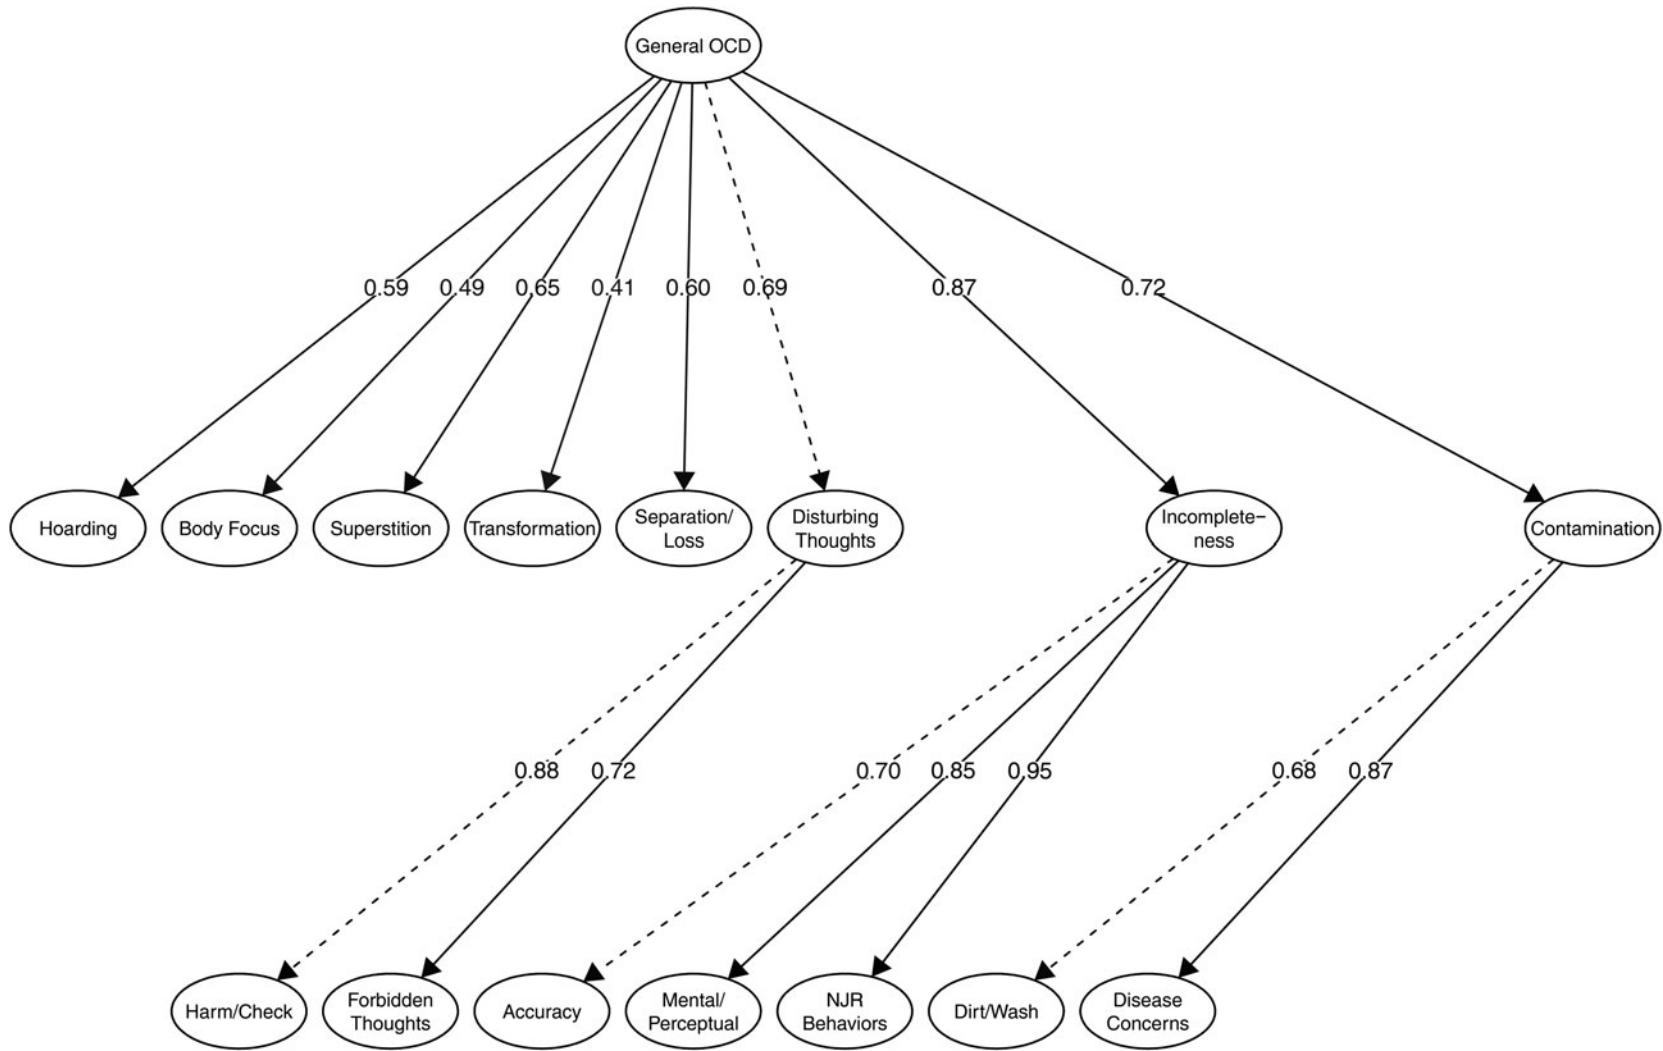 General OCD
0.59 0.49 0.65 0.41 0.60 0.69 0.87 0.72
Hoarding
Body Focus
Superstition
Transformation
Separation/
Loss
Disturbing
Thoughts
Incomplete–
ness
Contamination
0.88 0.72 0.70 0.85 0.95 0.68 0.87
Harm/Check
Forbidden
Thoughts
Accuracy
Mental/
Perceptual
NJR
Behaviors
Dirt/Wash
Disease
Concerns